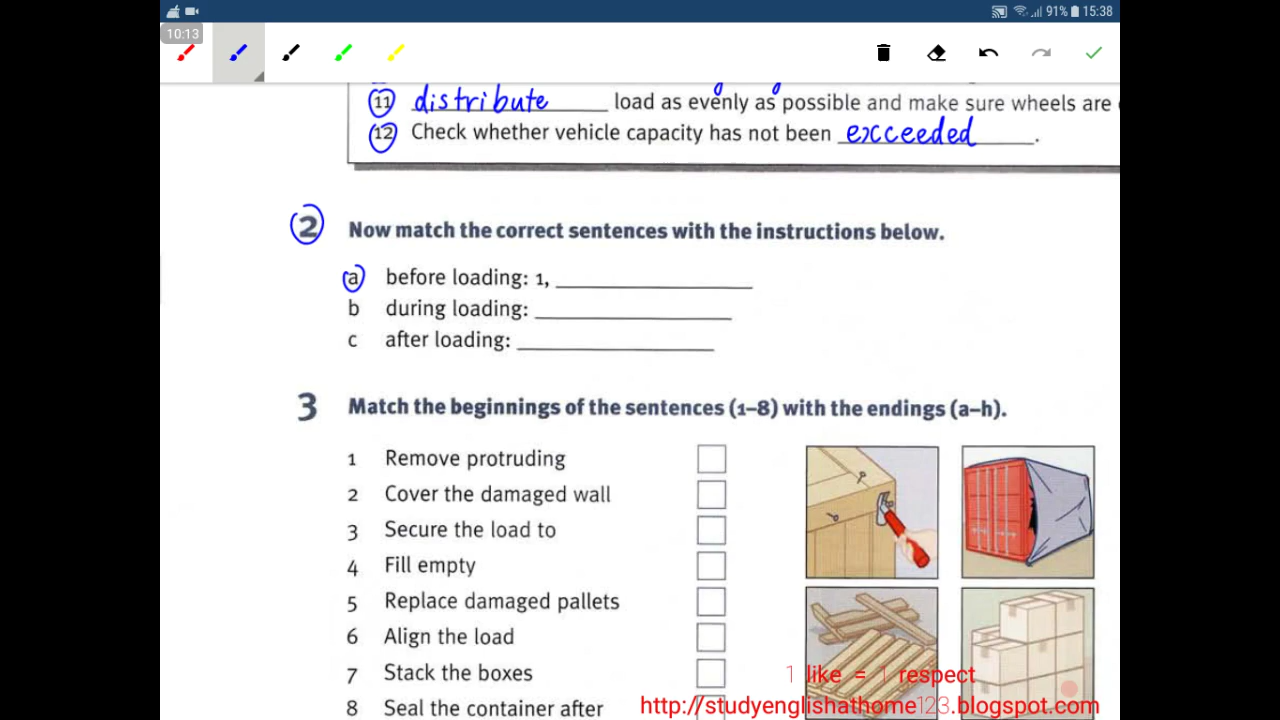 91% 15:38
10:13
11 distribute load as evenly as possible and make sure wheels are
12 Check whether vehicle capacity has not been exceeded.
2 Now match the correct sentences with the instructions below.
a before loading: 1,
b during loading:
c after loading:
3 Match the beginnings of the sentences (1–8) with the endings (a–h).
1 Remove protruding
2 Cover the damaged wall
3 Secure the load to
4 Fill empty
5 Replace damaged pallets
6 Align the load
7 Stack the boxes
8 Seal the container after
1 like = 1 respect
http://studyenglishathome123.blogspot.com